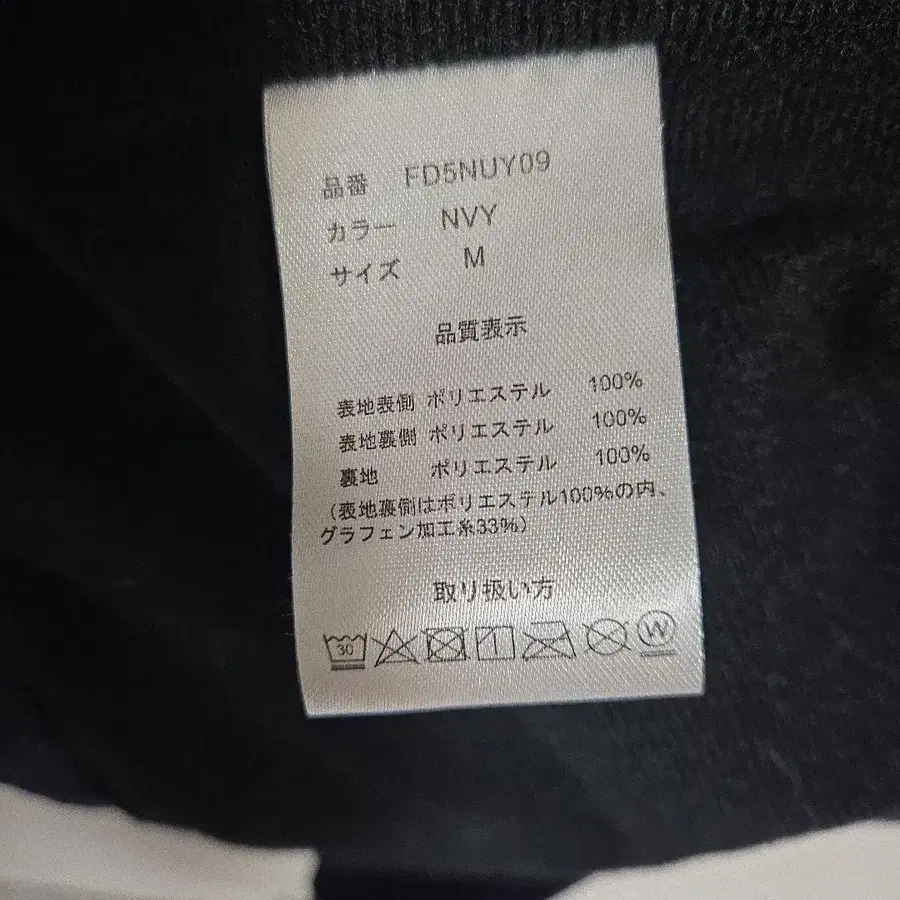 品番 FD5NUY09
カラー NVY
サイズ M
品質表示
表地表側 ポリエステル 100%
表地裏側 ポリエステル 100%
裏地 ポリエステル 100%
（表地裏側はポリエステル100%の内、
グラフェン加工糸33%）
取り扱い方
30 W